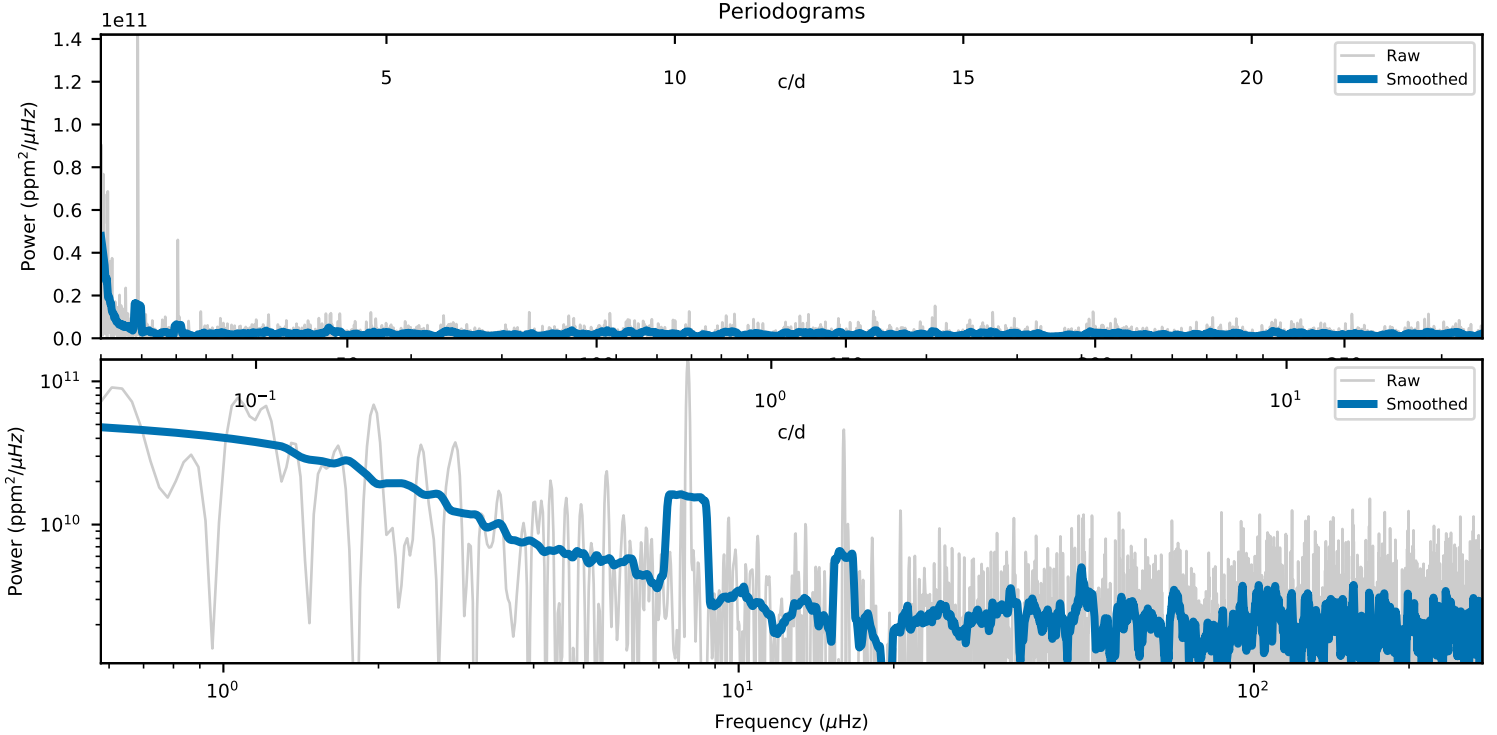 Periodograms
1e11
1.4
1.2
1.0
0.8
0.6
0.4
0.2
0.0
Power (ppm²/μHz)
5 10 15 20
c/d
Raw
Smoothed
10¹¹
10¹⁰
Power (ppm²/μHz)
10⁻¹ 10⁰ 10¹
c/d
Raw
Smoothed
10⁰ 10¹ 10²
Frequency (μHz)